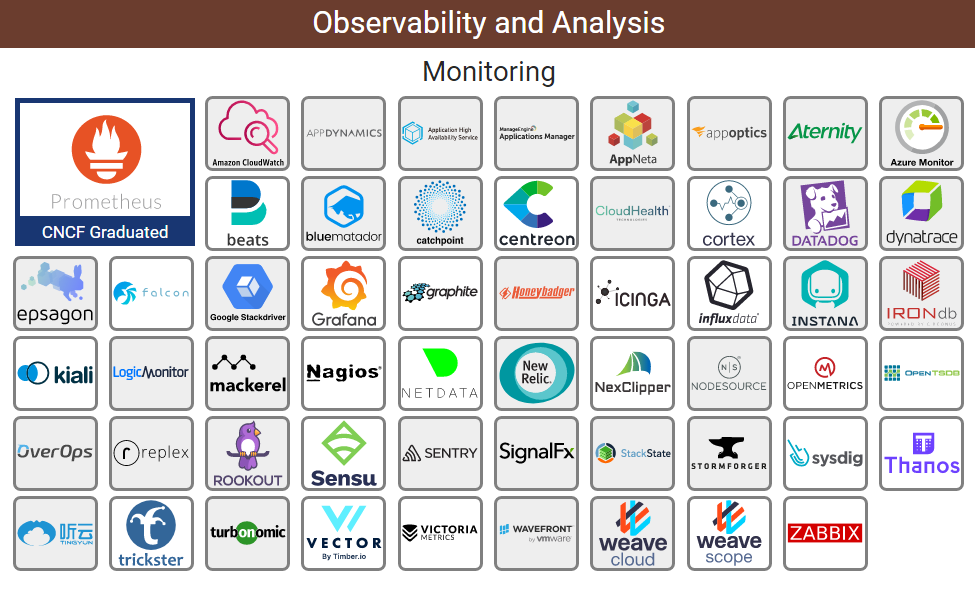 Observability and Analysis
Monitoring
Prometheus
CNCF Graduated
Amazon CloudWatch
APPDYNAMICS
Application High
Availability Service
ManageEngine
Applications Manager
AppNeta
appoptics
Aternity
Azure Monitor
beats
bluematador
catchpoint
centreon
CloudHealth
TECHNOLOGIES
cortex
DATADOG
dynatrace
epsagon
falcon
Google Stackdriver
Grafana
graphite
Honeybadger
ICINGA
influxdata
INSTANA
IRONdb
POWERED BY CIRCONUS
kiali
LogicMonitor
mackerel
Nagios®
NETDATA
New
Relic.
NexClipper
N|S
NODESOURCE
OPENMETRICS
OPENTSDB
OverOps
r replex
ROOKOUT
Sensu
SENTRY
SignalFx
StackState
STORMFORGER
sysdig
Thanos
听云
TINGYUN
trickster
turbonomic
VECTOR
By Timber.io
VICTORIA
METRICS
WAVEFRONT
by vmware
weave
cloud
weave
scope
ZABBIX